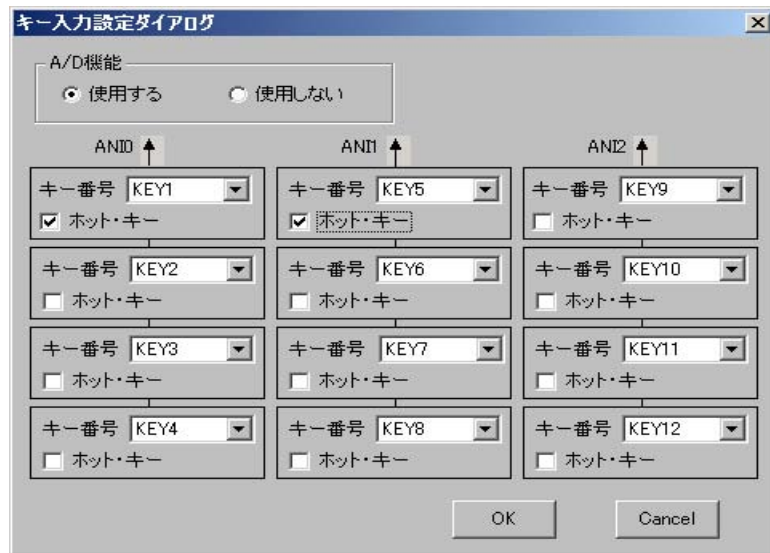 キー入力設定ダイアログ
A/D機能
使用する 使用しない
ANI0 ANI1 ANI2
キー番号 KEY1 キー番号 KEY5 キー番号 KEY9
ホット・キー ホット・キー ホット・キー
キー番号 KEY2 キー番号 KEY6 キー番号 KEY10
ホット・キー ホット・キー ホット・キー
キー番号 KEY3 キー番号 KEY7 キー番号 KEY11
ホット・キー ホット・キー ホット・キー
キー番号 KEY4 キー番号 KEY8 キー番号 KEY12
ホット・キー ホット・キー ホット・キー
OK Cancel